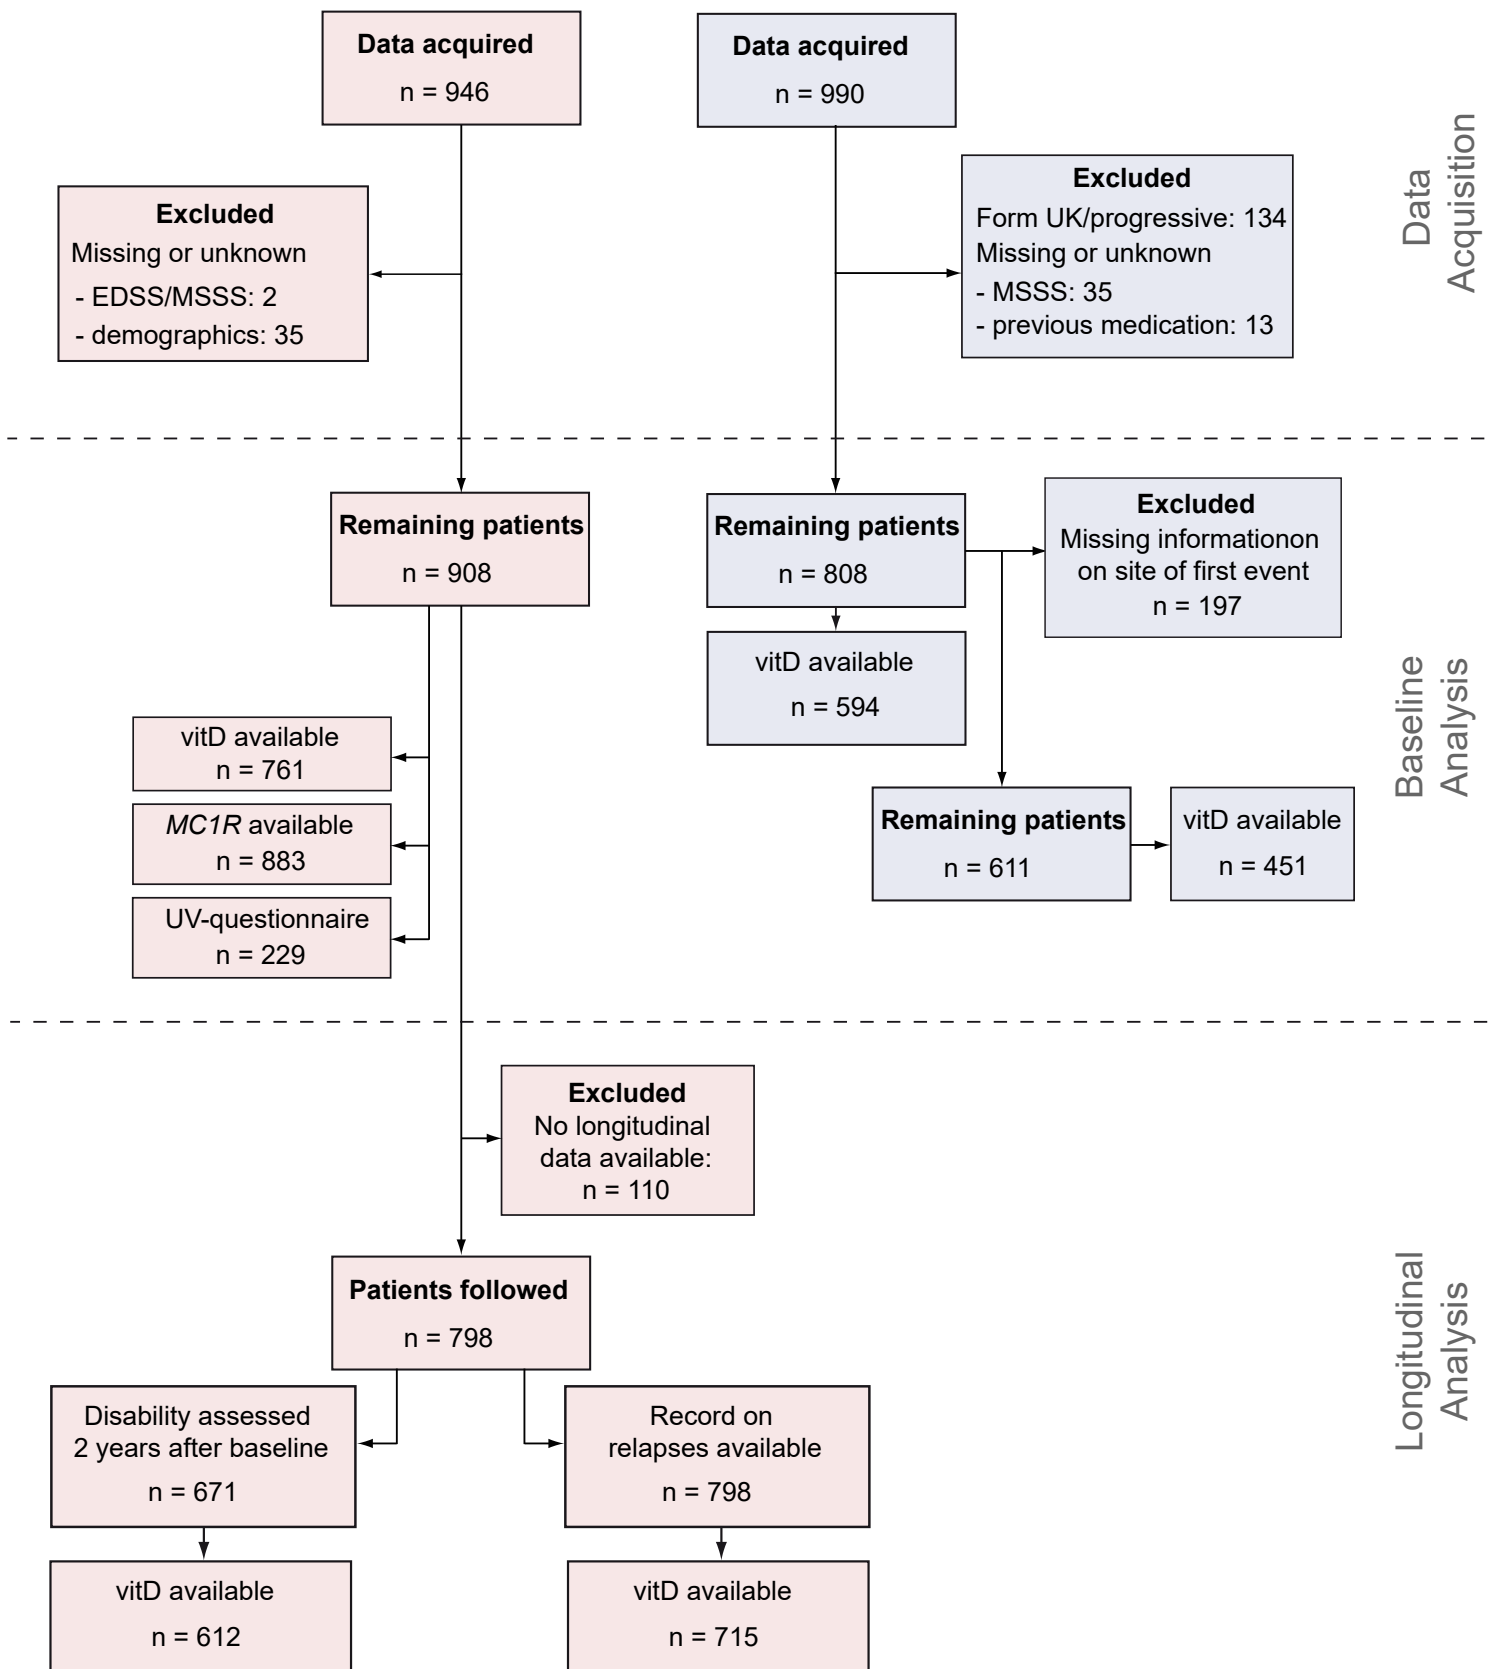 Data acquired
n = 946
Data acquired
n = 990
Excluded
Missing or unknown
- EDSS/MSSS: 2
- demographics: 35
Excluded
Form UK/progressive: 134
Missing or unknown
- MSSS: 35
- previous medication: 13
Data
Acquisition
Remaining patients
n = 908
Remaining patients
n = 808
Excluded
Missing informationon
on site of first event
n = 197
vitD available
n = 594
vitD available
n = 761
MC1R available
n = 883
UV-questionnaire
n = 229
Remaining patients
n = 611
vitD available
n = 451
Baseline
Analysis
Excluded
No longitudinal
data available:
n = 110
Patients followed
n = 798
Disability assessed
2 years after baseline
n = 671
Record on
relapses available
n = 798
vitD available
n = 612
vitD available
n = 715
Longitudinal
Analysis